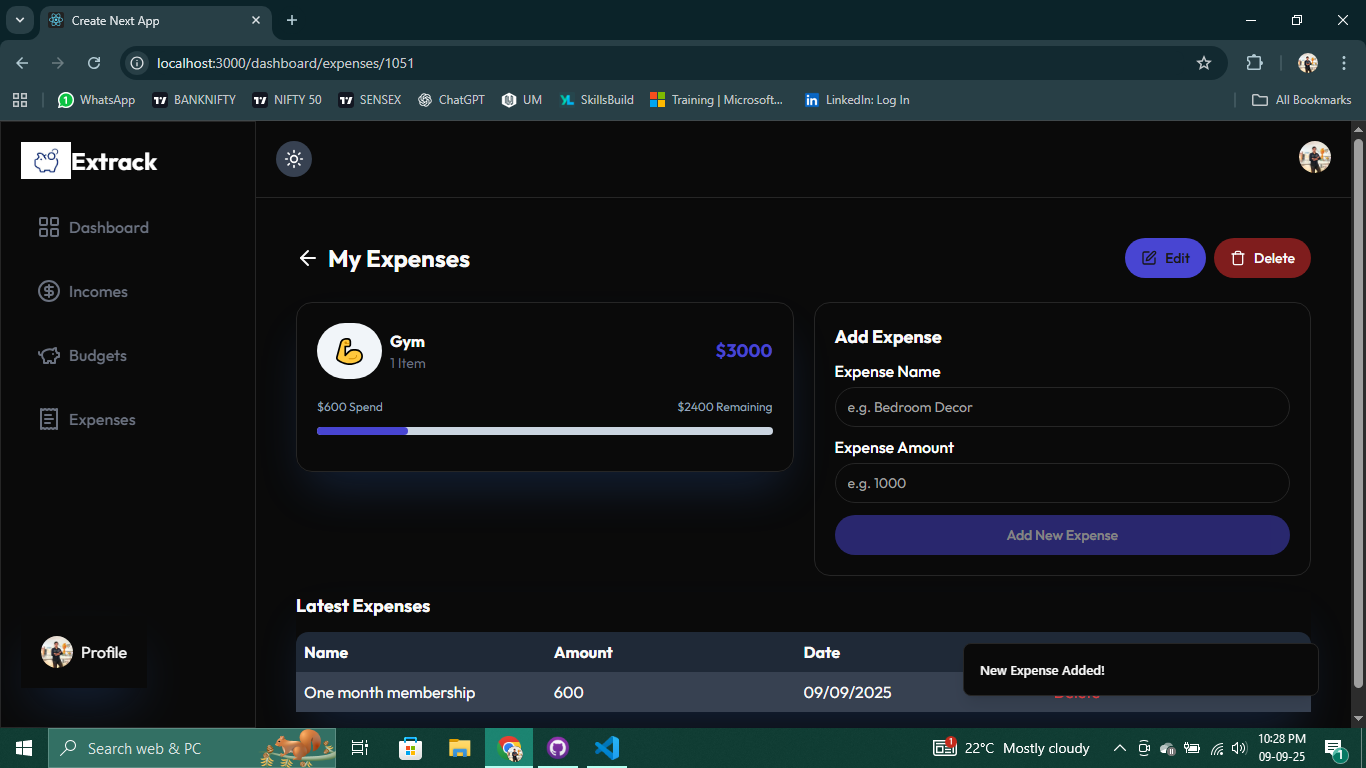 Create Next App
localhost:3000/dashboard/expenses/1051
WhatsApp BANKNIFTY NIFTY 50 SENSEX ChatGPT UM SkillsBuild Training | Microsoft... LinkedIn: Log In All Bookmarks
Extrack
Dashboard
Incomes
Budgets
Expenses
Profile
My Expenses
Edit Delete
Gym
1 Item
$3000
$600 Spend $2400 Remaining
Add Expense
Expense Name
e.g. Bedroom Decor
Expense Amount
e.g. 1000
Add New Expense
Latest Expenses
Name Amount Date
One month membership 600 09/09/2025 Delete
New Expense Added!
Search web & PC
1
22°C Mostly cloudy
10:28 PM
09-09-25
1